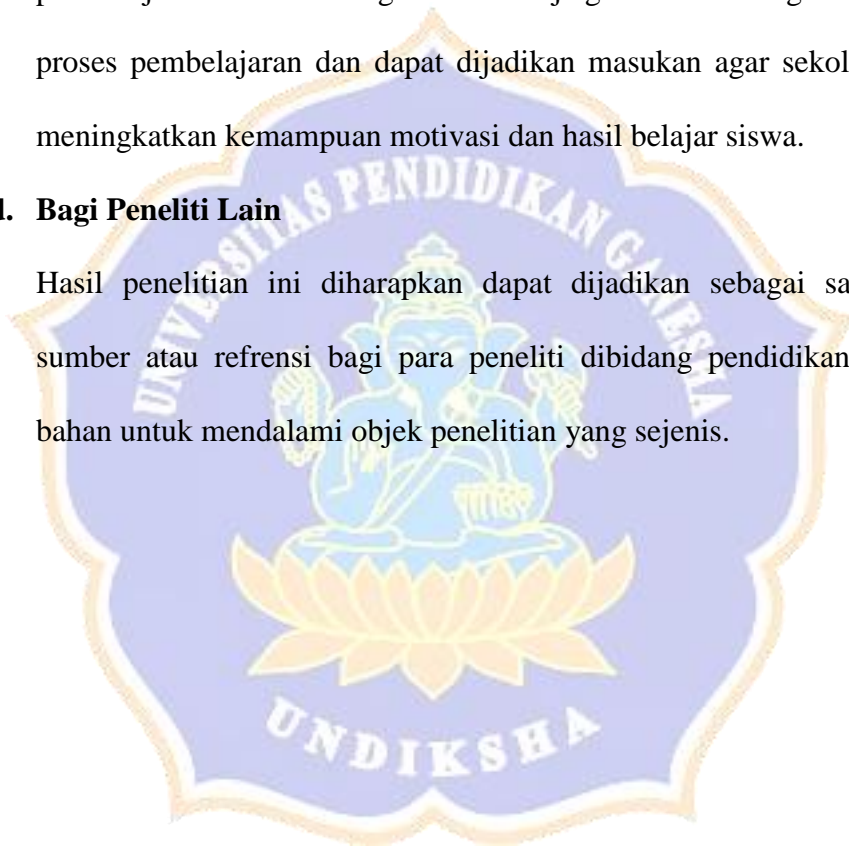 proses pembelajaran dan dapat dijadikan masukan agar
meningkatkan kemampuan motivasi dan hasil belajar siswa.
Bagi Peneliti Lain
Hasil penelitian ini diharapkan dapat dijadikan sebagai
sumber atau refrensi bagi para peneliti dibidang pendidikan
bahan untuk mendalami objek penelitian yang sejenis.
UNIVERSITAS PENDIDIKAN GANESHA
UNDIKSHA